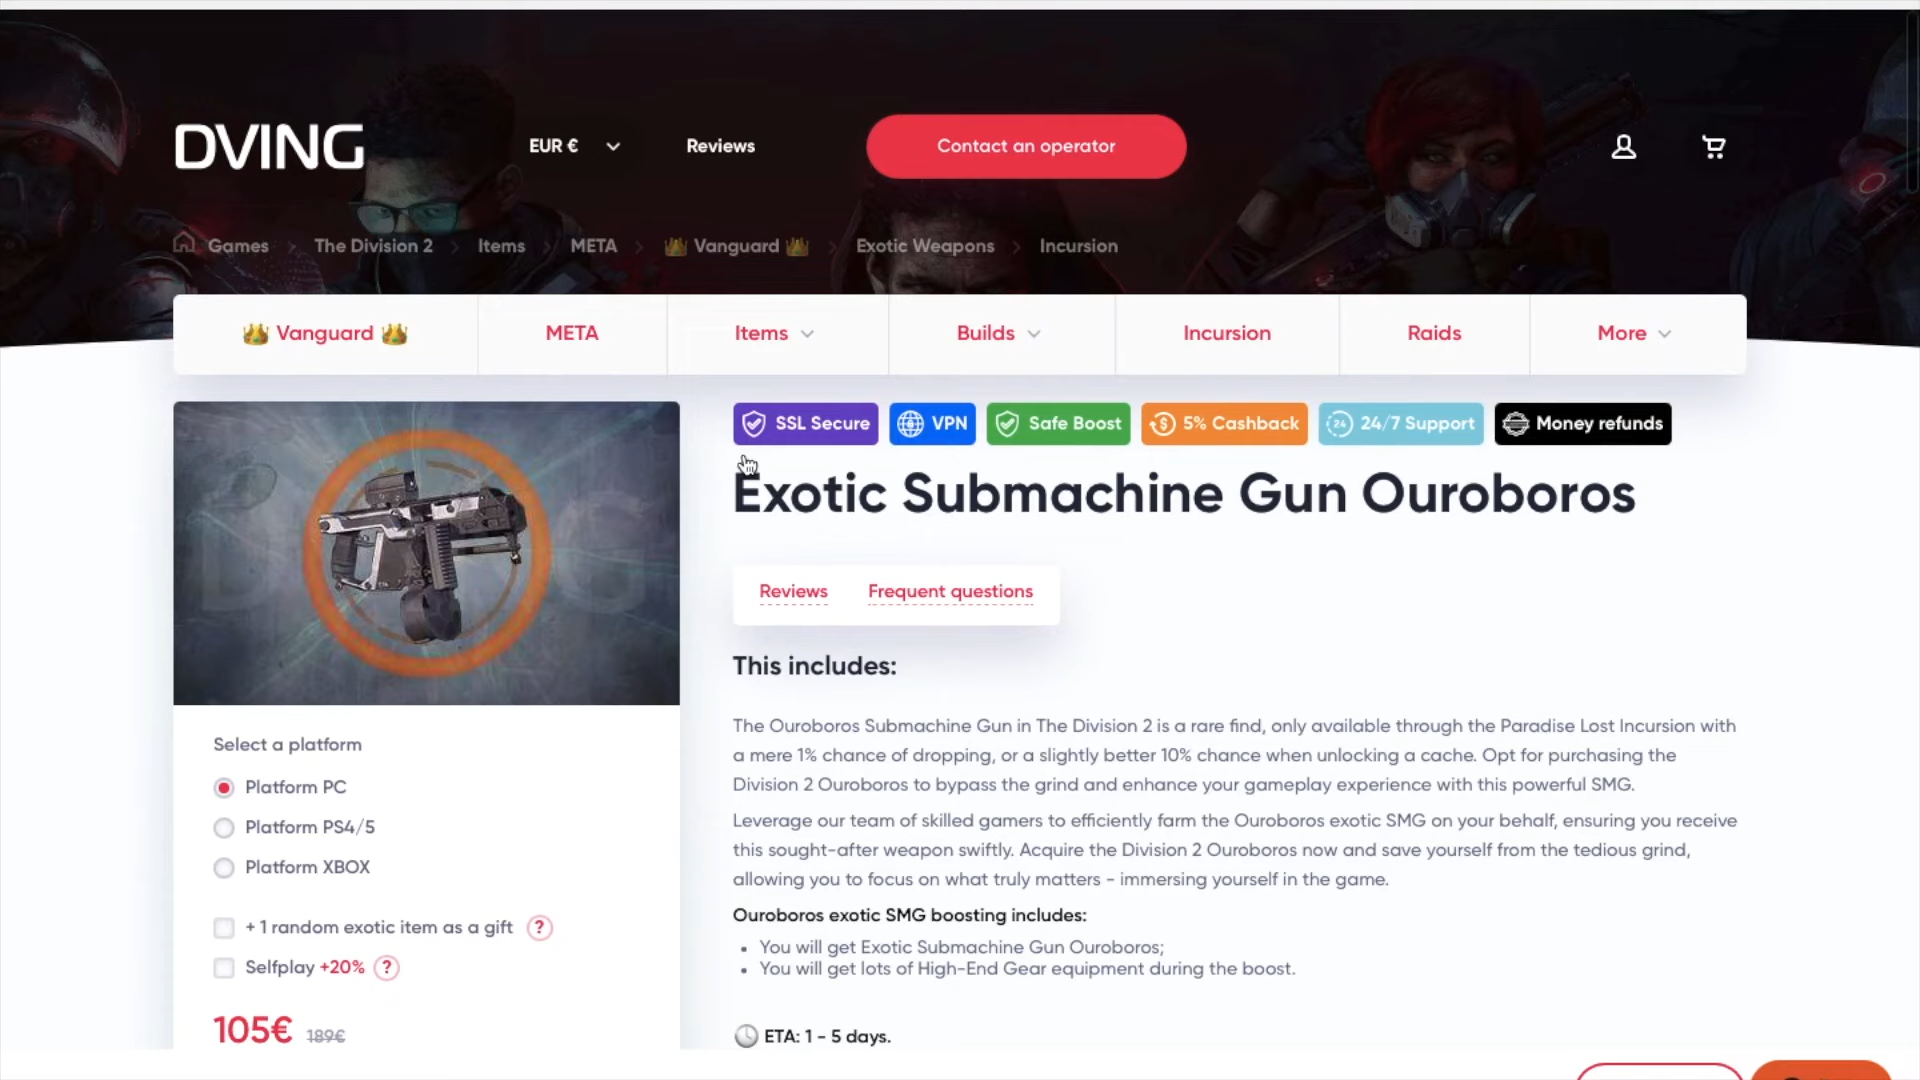 DVING
EUR €
Reviews
Contact an operator
Games
The Division 2
Items
META
Vanguard
Exotic Weapons
Incursion
Vanguard
META
Items
Builds
Incursion
Raids
More
SSL Secure
VPN
Safe Boost
5% Cashback
24/7 Support
Money refunds
Exotic Submachine Gun Ouroboros
Reviews
Frequent questions
This includes:
The Ouroboros Submachine Gun in The Division 2 is a rare find, only available through the Paradise Lost Incursion with
a mere 1% chance of dropping, or a slightly better 10% chance when unlocking a cache. Opt for purchasing the
Division 2 Ouroboros to bypass the grind and enhance your gameplay experience with this powerful SMG.
Leverage our team of skilled gamers to efficiently farm the Ouroboros exotic SMG on your behalf, ensuring you receive
this sought-after weapon swiftly. Acquire the Division 2 Ouroboros now and save yourself from the tedious grind,
allowing you to focus on what truly matters – immersing yourself in the game.
Ouroboros exotic SMG boosting includes:
• You will get Exotic Submachine Gun Ouroboros;
• You will get lots of High-End Gear equipment during the boost.
ETA: 1 - 5 days.
Select a platform
Platform PC
Platform PS4/5
Platform XBOX
+ 1 random exotic item as a gift ?
Selfplay +20% ?
105€ 189€